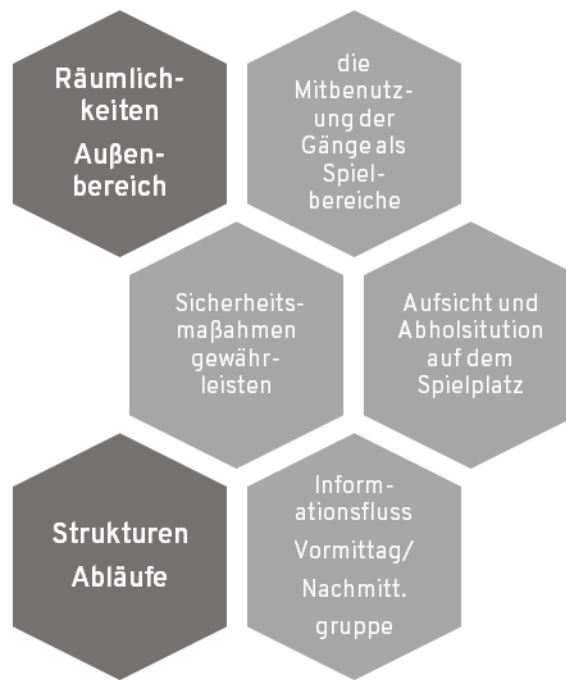 Räumlich-
keiten
Außen-
bereich
die
Mitbenutz-
ung der
Gänge als
Spiel-
bereiche
Sicherheits-
maßahmen
gewähr-
leisten
Aufsicht und
Abholsitution
auf dem
Spielplatz
Strukturen
Abläufe
Inform-
ationsfluss
Vormittag/
Nachmitt.
gruppe